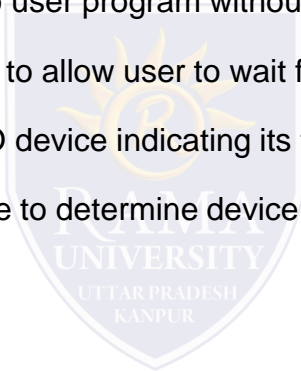 user program without
to allow user to wait f
device indicating its
e to determine device
RAMA
UNIVERSITY
UTTAR PRADESH
KANPUR